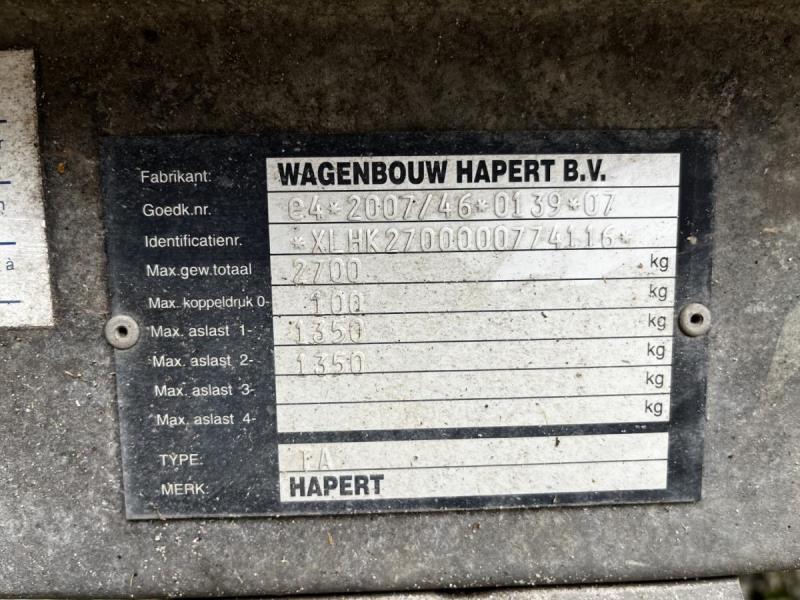 Fabrikant: WAGENBOUW HAPERT B.V.
Goedk.nr. e4*2007/46*0139*07
Identificatienr. *XLHK2700000774116*
Max.gew.totaal 2700 kg
Max. koppeldruk 0- 100 kg
Max. aslast 1- 1350 kg
Max. aslast 2- 1350 kg
Max. aslast 3- kg
Max. aslast 4- kg
TYPE:
MERK: HAPERT
r
n
à